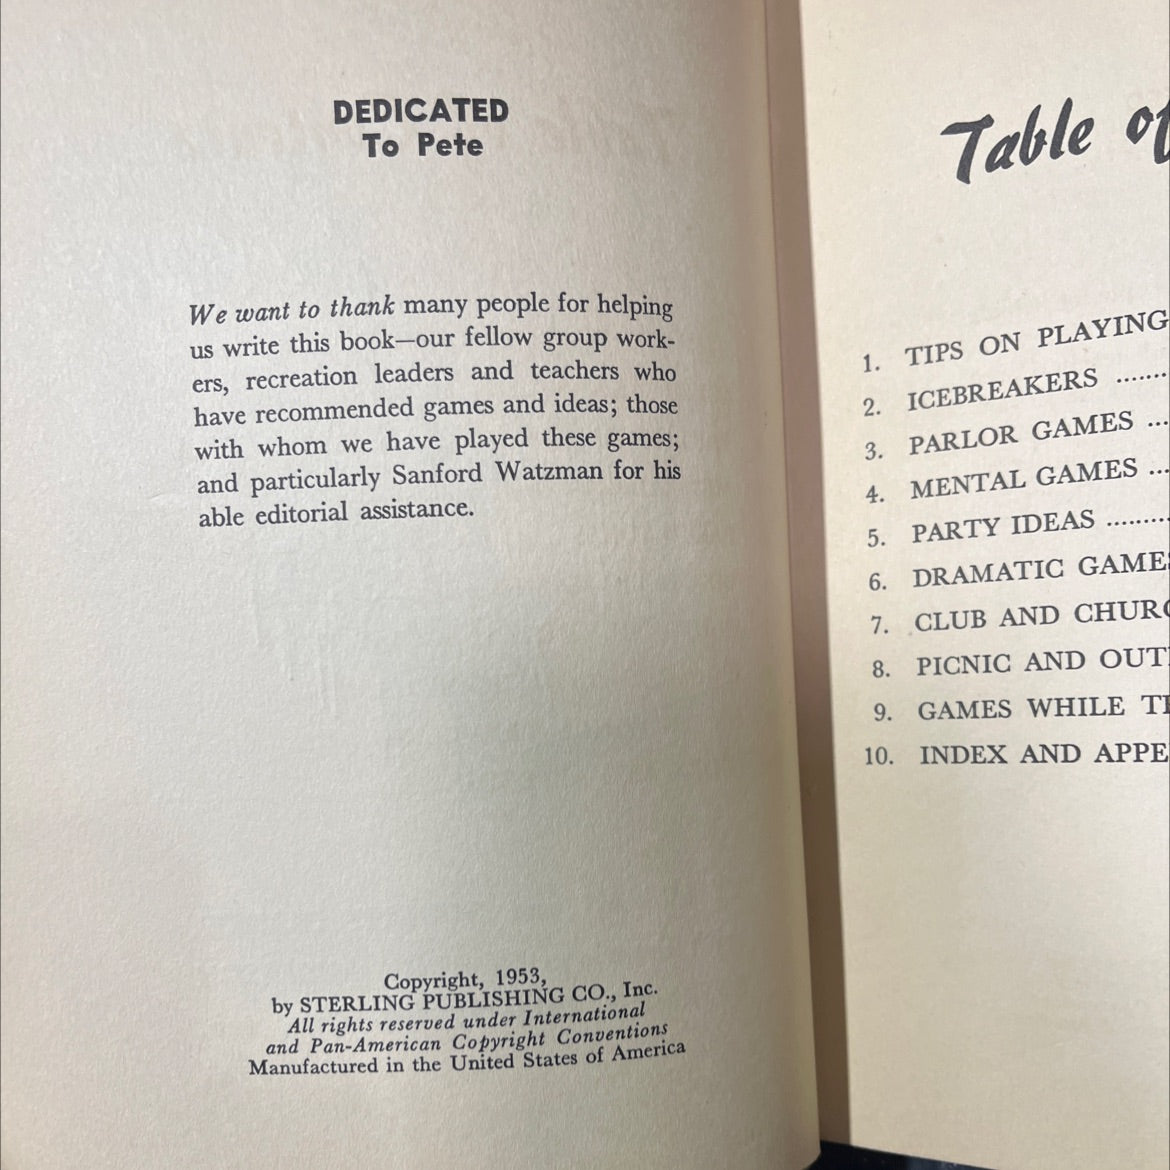 DEDICATED
To Pete
We want to thank many people for helping
us write this book—our fellow group work-
ers, recreation leaders and teachers who
have recommended games and ideas; those
with whom we have played these games;
and particularly Sanford Watzman for his
able editorial assistance.
Copyright, 1953,
by STERLING PUBLISHING CO., Inc.
All rights reserved under International
and Pan-American Copyright Conventions
Manufactured in the United States of America
Table of
1. TIPS ON PLAYING
2. ICEBREAKERS .......
3. PARLOR GAMES ...
4. MENTAL GAMES ...
5. PARTY IDEAS .........
6. DRAMATIC GAMES
7. CLUB AND CHURC
8. PICNIC AND OUT
9. GAMES WHILE
10. INDEX AND APPE